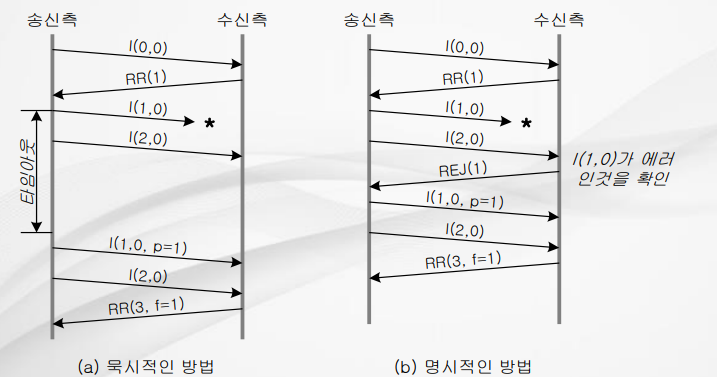 송신측
수신측
I(0,0)
RR(1)
I(1,0)
*
I(2,0)
타임아웃
I(1,0, p=1)
I(2,0)
RR(3, f=1)
(a) 묵시적인 방법
송신측
수신측
I(0,0)
RR(1)
I(1,0)
*
I(2,0)
REJ(1)
I(1,0)가 에러
인것을 확인
I(1,0, p=1)
I(2,0)
RR(3, f=1)
(b) 명시적인 방법